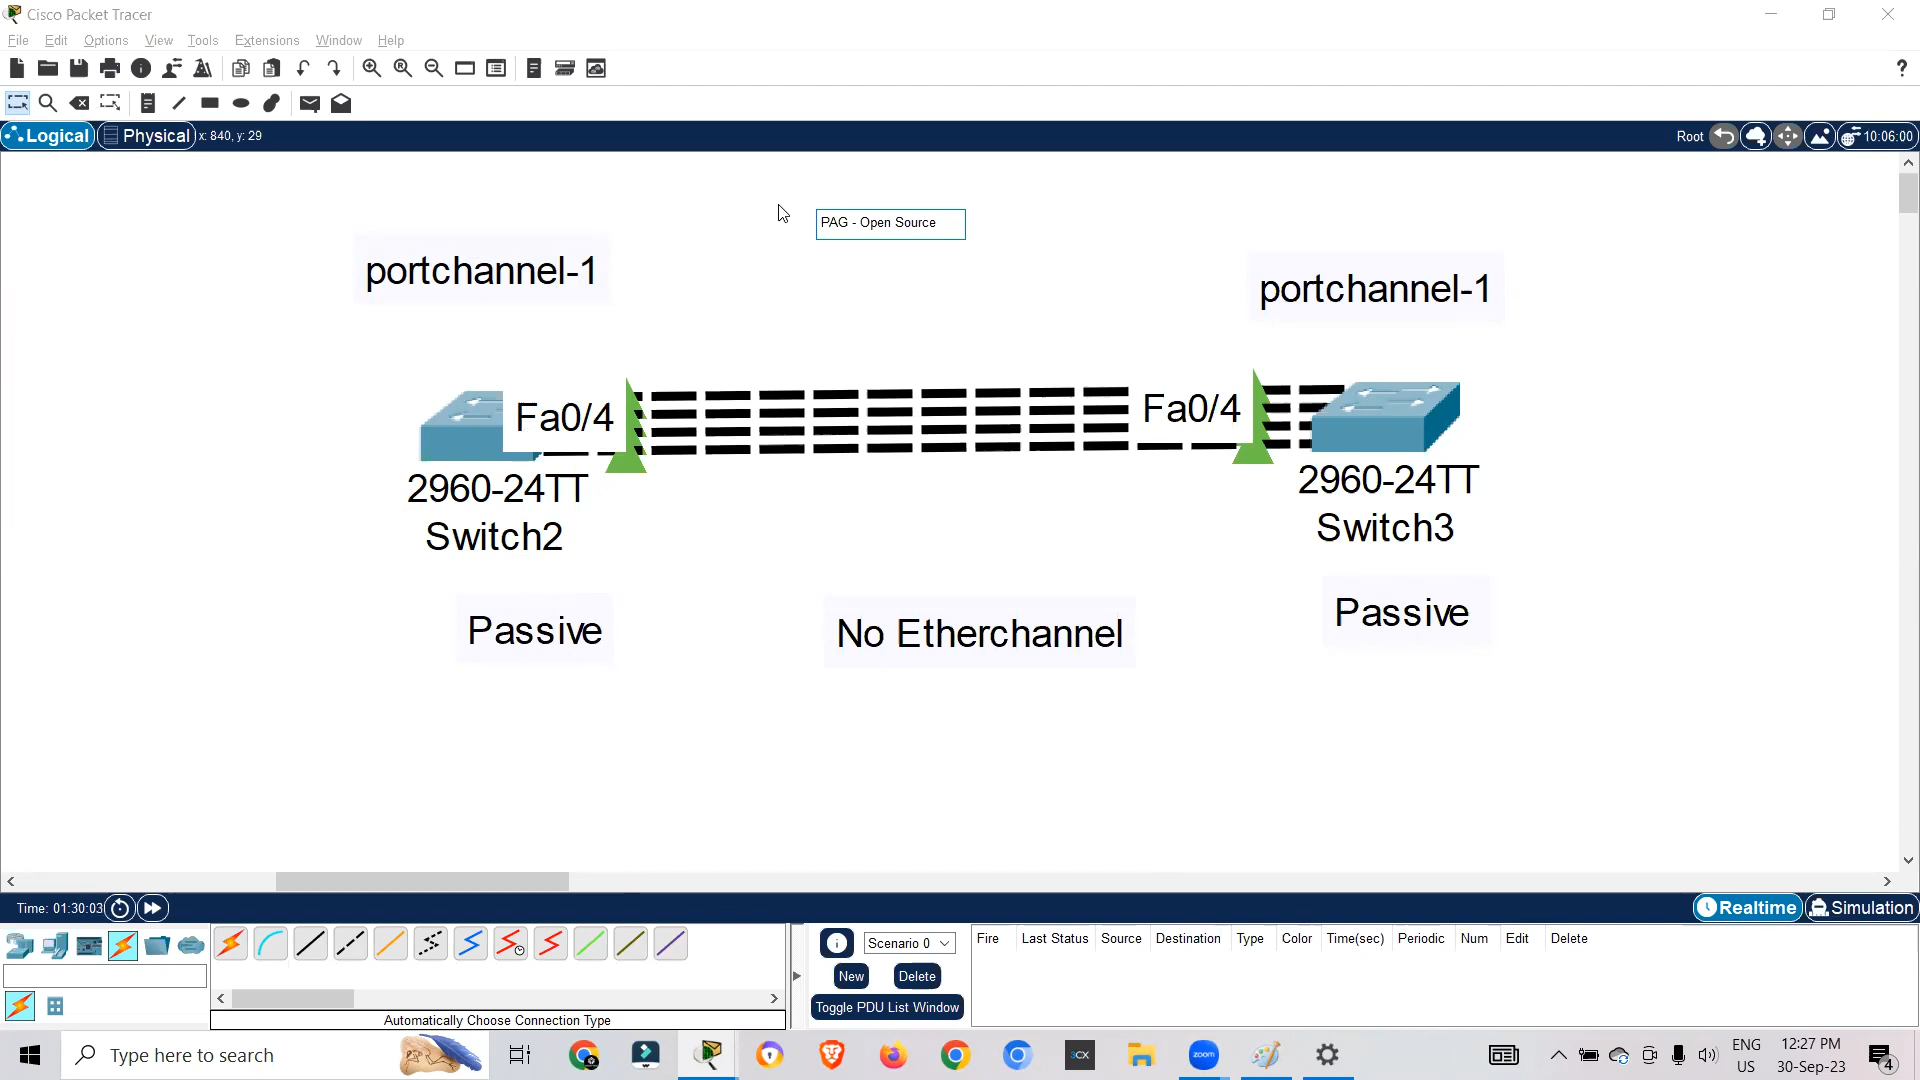 Cisco Packet Tracer
File Edit Options View Tools Extensions Window Help
?
Logical Physical x: 840, y: 29 Root 10:06:00
PAG - Open Source
portchannel-1
portchannel-1
Fa0/4
Fa0/4
2960-24TT
Switch2
2960-24TT
Switch3
Passive
No Etherchannel
Passive
Time: 01:30:03 Realtime Simulation
Scenario 0
New Delete
Toggle PDU List Window
Fire Last Status Source Destination Type Color Time(sec) Periodic Num Edit Delete
Automatically Choose Connection Type
Type here to search
3CX
zoom
ENG
US
12:27 PM
30-Sep-23
4